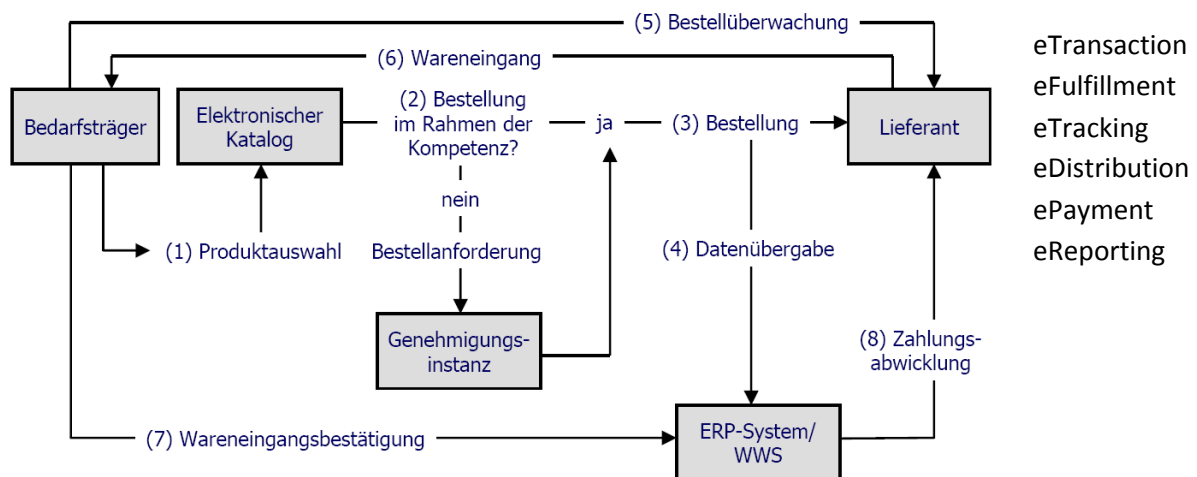 (5) Bestellüberwachung
(6) Wareneingang
Bedarfsträger
Elektronischer
Katalog
(2) Bestellung
im Rahmen der
Kompetenz?
ja
(3) Bestellung
Lieferant
nein
(1) Produktauswahl
Bestellanforderung
(4) Datenübergabe
Genehmigungs-
instanz
(8) Zahlungs-
abwicklung
(7) Wareneingangsbestätigung
ERP-System/
WWS
eTransaction
eFulfillment
eTracking
eDistribution
ePayment
eReporting